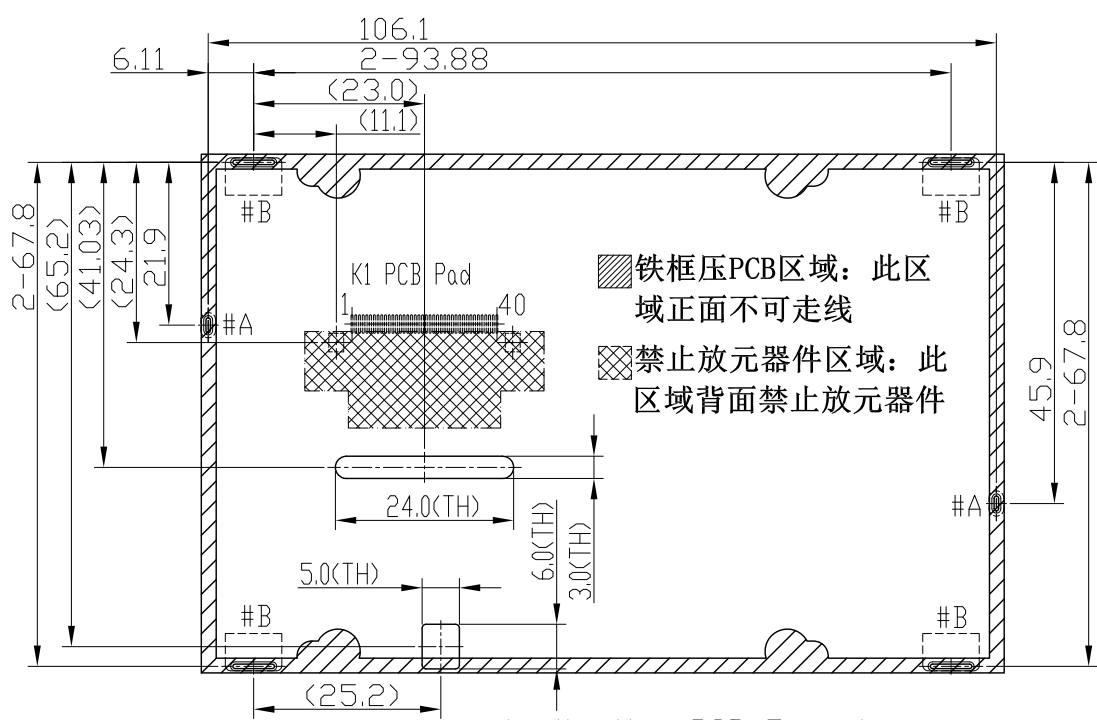 106.1
6.11
2-93.88
(23.0)
(11.1)
#B
#B
2-67.8
(65.2)
(41.03)
(24.3)
21.9
K1 PCB Pad
1
40
#A
铁框压PCB区域：此区
域正面不可走线
禁止放元器件区域：此
区域背面禁止放元器件
45.9
2-67.8
24.0(TH)
#A
6.0(TH)
3.0(TH)
5.0(TH)
#B
#B
(25.2)